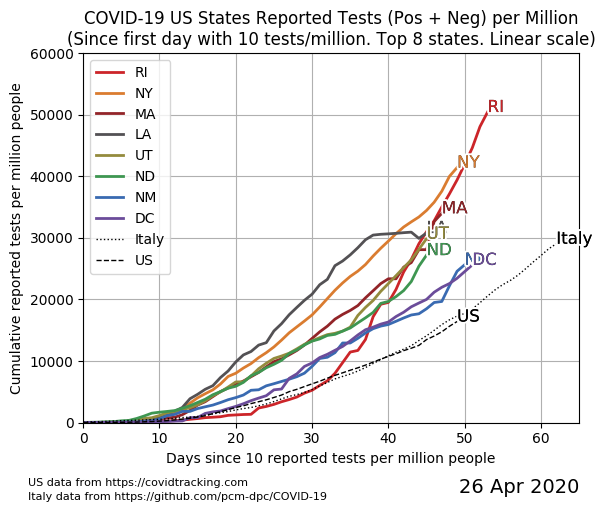 COVID-19 US States Reported Tests (Pos + Neg) per Million
(Since first day with 10 tests/million. Top 8 states. Linear scale)
60000
50000
40000
30000
20000
10000
0
Cumulative reported tests per million people
RI
NY
MA
LA
UT
ND
NM
DC
Italy
US
RI
NY
MA
UT
ND
DC
Italy
US
0 10 20 30 40 50 60
Days since 10 reported tests per million people
US data from https://covidtracking.com
Italy data from https://github.com/pcm-dpc/COVID-19
26 Apr 2020